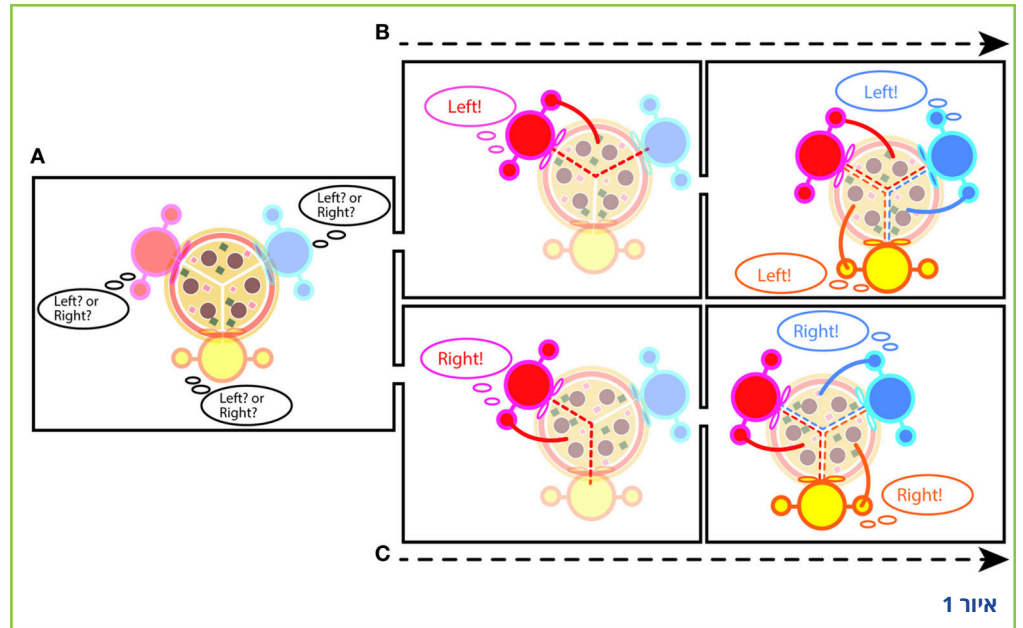 A
Left? or
Right?
Left? or
Right?
Left? or
Right?
B
Left!
Left!
Left!
C
Right!
Right!
Right!
איור 1